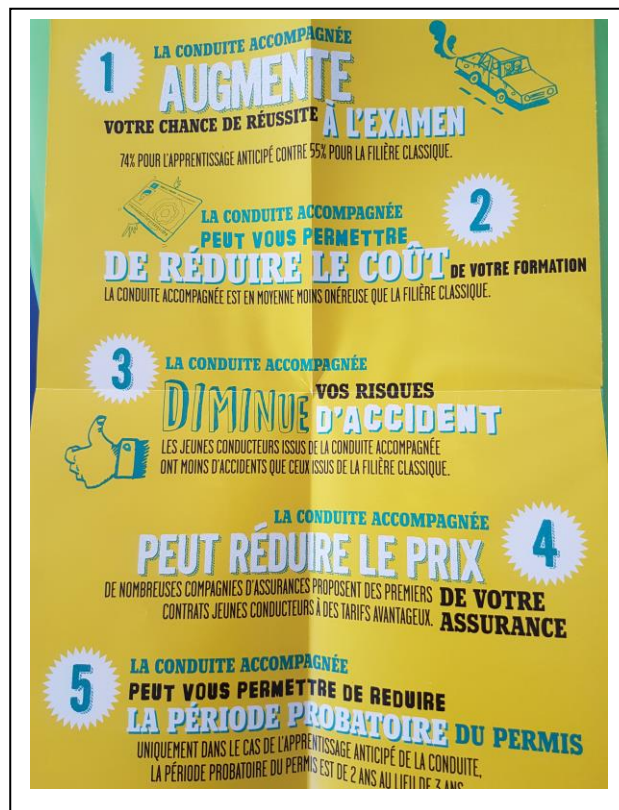 1
LA CONDUITE ACCOMPAGNÉE
AUGMENTE
VOTRE CHANCE DE RÉUSSITE À L'EXAMEN
74% POUR L'APPRENTISSAGE ANTICIPÉ CONTRE 55% POUR LA FILIÈRE CLASSIQUE.
2
LA CONDUITE ACCOMPAGNÉE
PEUT VOUS PERMETTRE
DE RÉDUIRE LE COÛT DE VOTRE FORMATION
LA CONDUITE ACCOMPAGNÉE EST EN MOYENNE MOINS ONÉREUSE QUE LA FILIÈRE CLASSIQUE.
3
LA CONDUITE ACCOMPAGNÉE
DIMINUE VOS RISQUES
D'ACCIDENT
LES JEUNES CONDUCTEURS ISSUS DE LA CONDUITE ACCOMPAGNÉE
ONT MOINS D'ACCIDENTS QUE CEUX ISSUS DE LA FILIÈRE CLASSIQUE.
4
LA CONDUITE ACCOMPAGNÉE
PEUT RÉDUIRE LE PRIX
DE NOMBREUSES COMPAGNIES D'ASSURANCES PROPOSENT DES PREMIERS
CONTRATS JEUNES CONDUCTEURS À DES TARIFS AVANTAGEUX.
DE VOTRE
ASSURANCE
5
LA CONDUITE ACCOMPAGNÉE
PEUT VOUS PERMETTRE DE REDUIRE
LA PÉRIODE PROBATOIRE DU PERMIS
UNIQUEMENT DANS LE CAS DE L'APPRENTISSAGE ANTICIPÉ DE LA CONDUITE,
LA PÉRIODE PROBATOIRE DU PERMIS EST DE 2 ANS AU LIEU DE 3 ANS